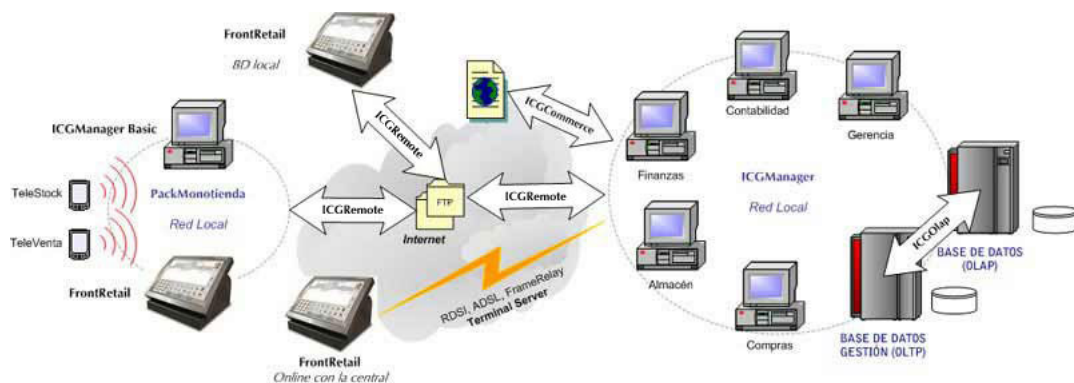 FrontRetail
BD local
ICGManager Basic
TeleStock
PackMonotienda
TeleVenta
Red Local
FrontRetail
ICGRemote
ICGRemote
FTP
Internet
ICGRemote
ICGCommerce
RDSI, ADSL, FrameRelay
Terminal Server
FrontRetail
Online con la central
Contabilidad
Gerencia
Finanzas
ICGManager
Red Local
Almacén
Compras
ICGOlap
BASE DE DATOS
(OLAP)
BASE DE DATOS
GESTIÓN (OLTP)